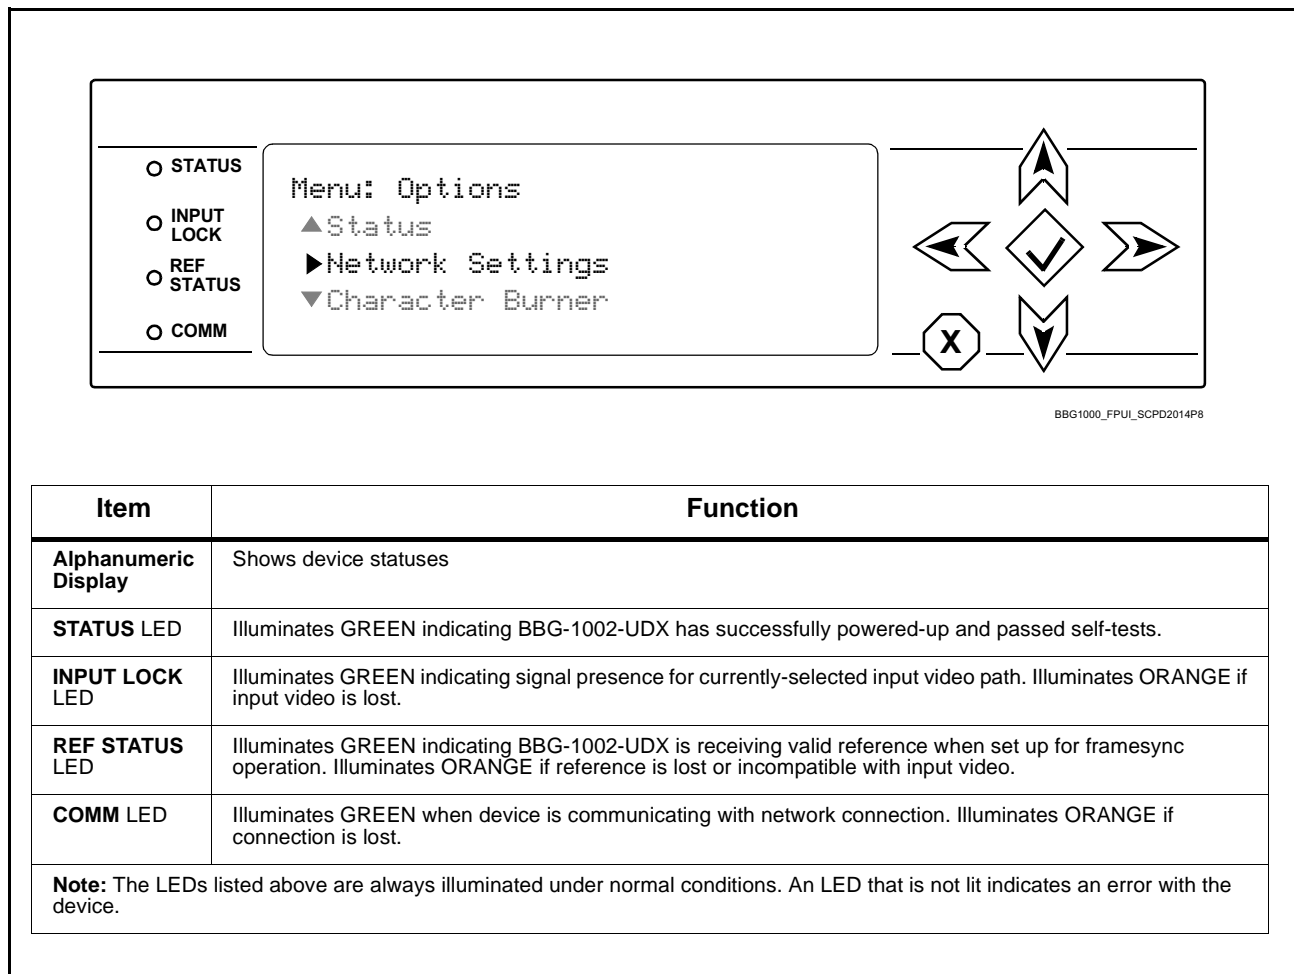 STATUS
INPUT
LOCK
REF
STATUS
COMM
Menu: Options
▲Status
▶Network Settings
▼Character Burner
X
BBG1000_FPUI_SCPD2014P8
Item Function
Alphanumeric
Display
Shows device statuses
STATUS LED
Illuminates GREEN indicating BBG-1002-UDX has successfully powered-up and passed self-tests.
INPUT LOCK
LED
Illuminates GREEN indicating signal presence for currently-selected input video path. Illuminates ORANGE if
input video is lost.
REF STATUS
LED
Illuminates GREEN indicating BBG-1002-UDX is receiving valid reference when set up for framesync
operation. Illuminates ORANGE if reference is lost or incompatible with input video.
COMM LED
Illuminates GREEN when device is communicating with network connection. Illuminates ORANGE if
connection is lost.
Note: The LEDs listed above are always illuminated under normal conditions. An LED that is not lit indicates an error with the
device.